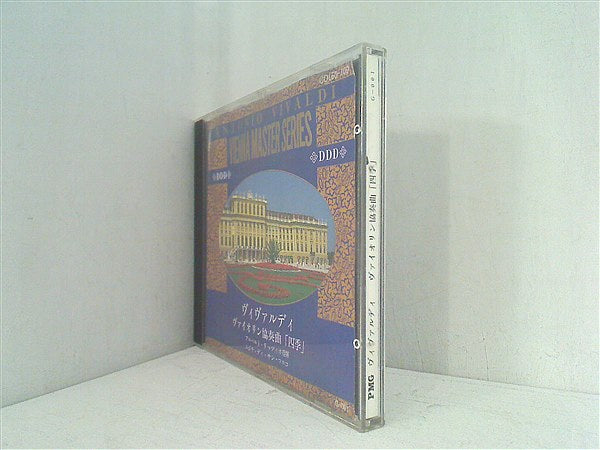 ANTONIO VIVALDI
VIENNA MASTER SERIES
DDD
DDD
ヴィヴァルディ
ヴァイオリン協奏曲「四季」
PMG ヴィヴァルディ ヴァイオリン協奏曲「四季」 G-001